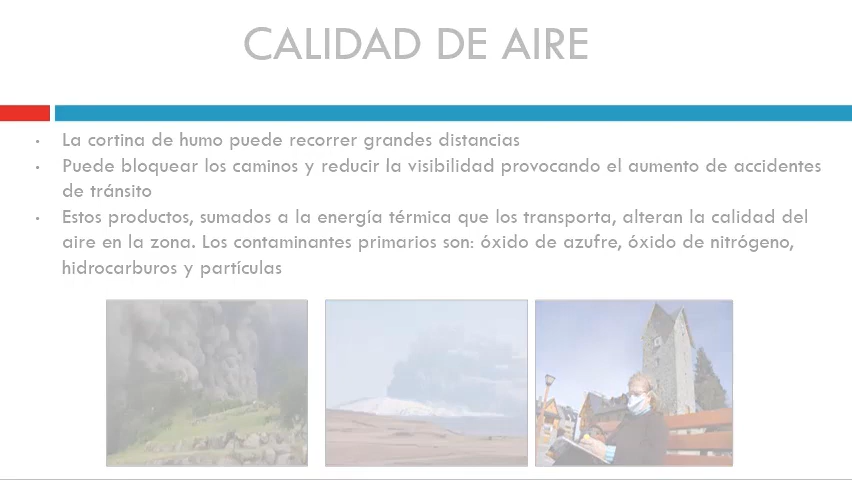 CALIDAD DE AIRE
• La cortina de humo puede recorrer grandes distancias
• Puede bloquear los caminos y reducir la visibilidad provocando el aumento de accidentes
de tránsito
• Estos productos, sumados a la energía térmica que los transporta, alteran la calidad del
aire en la zona. Los contaminantes primarios son: óxido de azufre, óxido de nitrógeno,
hidrocarburos y partículas